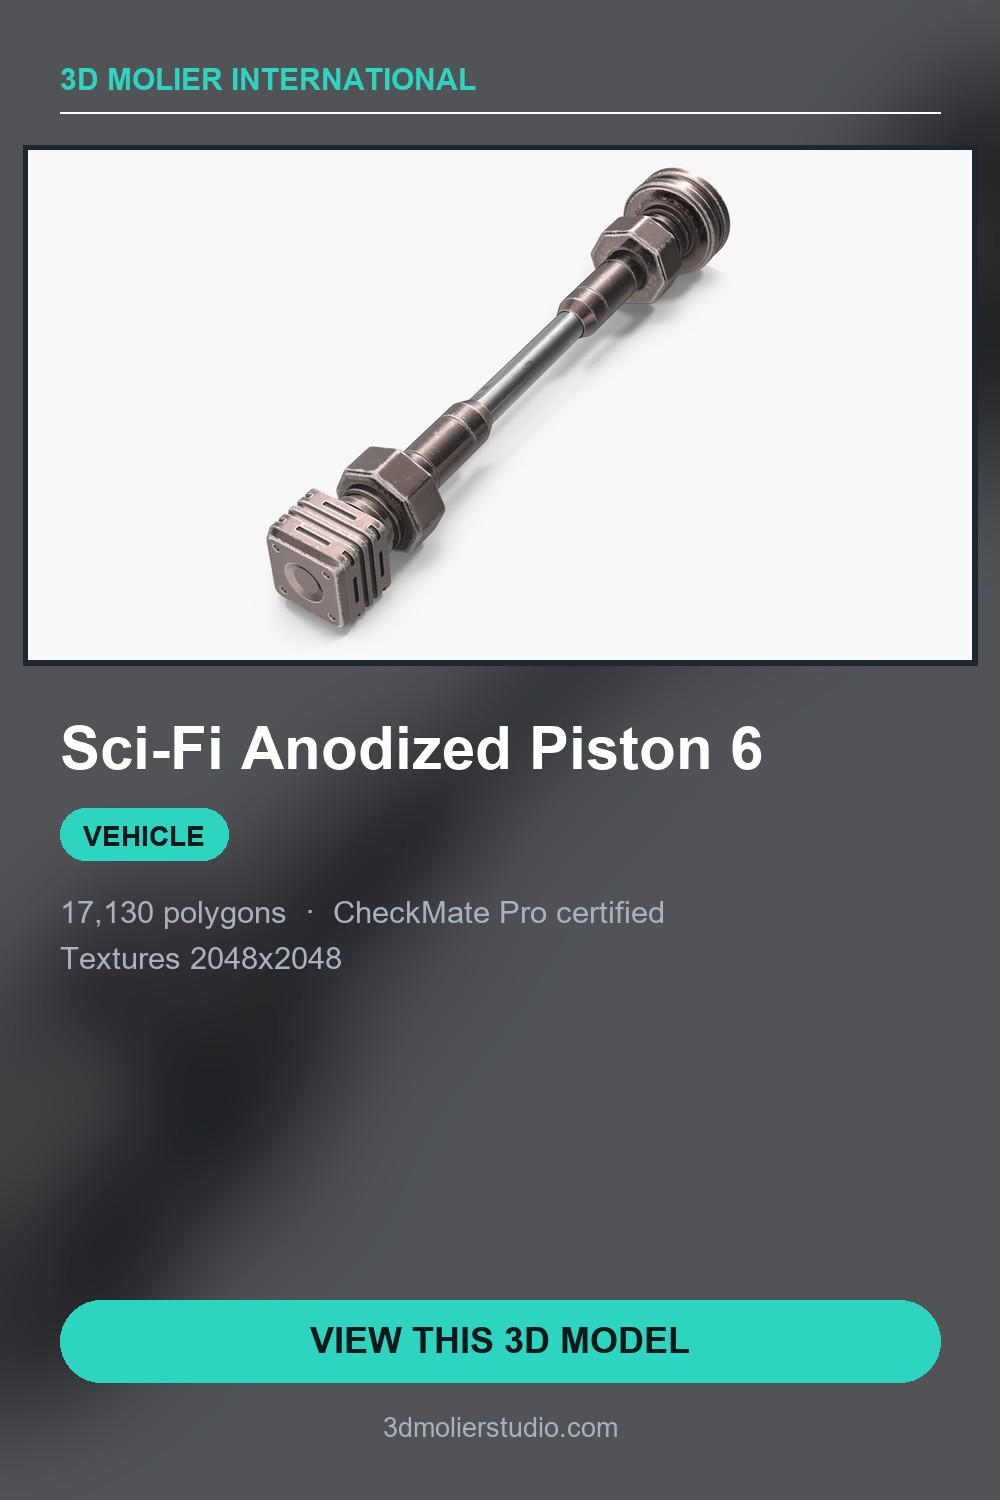 3D MOLIER INTERNATIONAL
Sci-Fi Anodized Piston 6
VEHICLE
17,130 polygons · CheckMate Pro certified
Textures 2048x2048
VIEW THIS 3D MODEL
3dmolierstudio.com